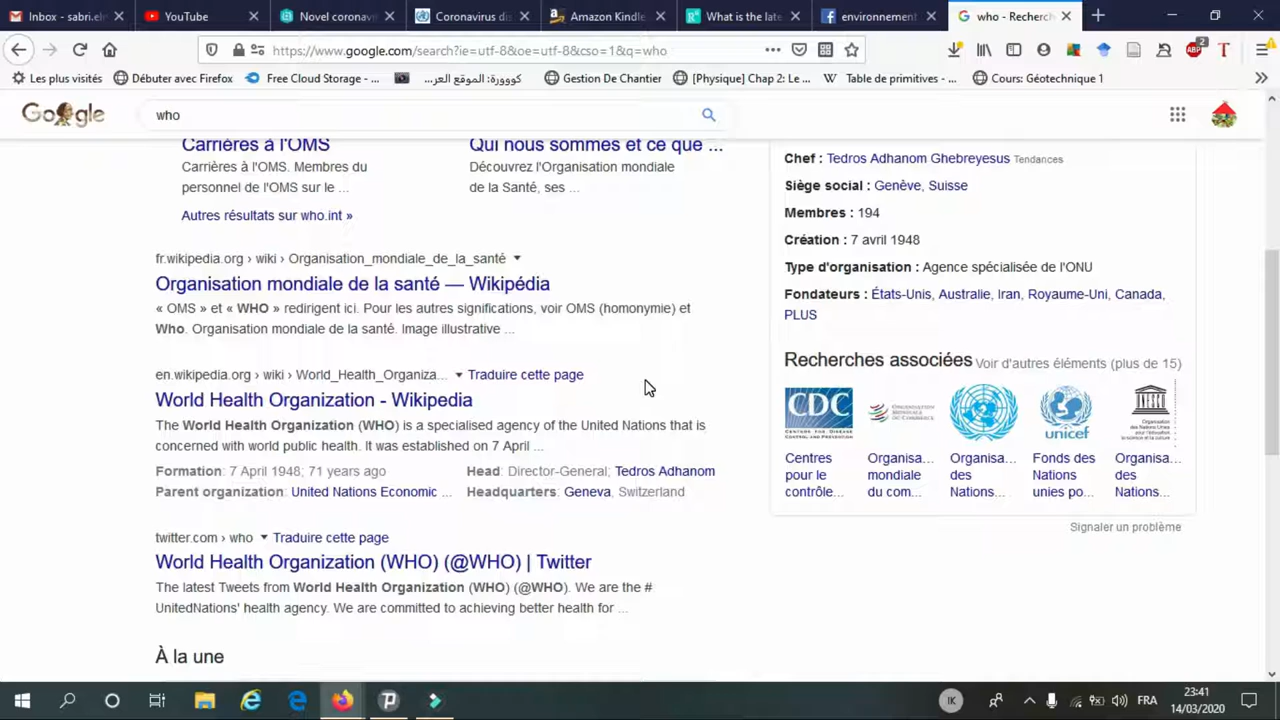 Inbox - sabri.e
YouTube
Novel coronavi
Coronavirus dis
Amazon Kindle
What is the late
environnement
who - Recherch
https://www.google.com/search?ie=utf-8&oe=utf-8&cso=1&q=who
Les plus visités
Débuter avec Firefox
Free Cloud Storage - ...
كووورة: الموقع العر...
Gestion De Chantier
[Physique] Chap 2: Le ...
Table de primitives - ...
Cours: Géotechnique 1
Google
who
Carrières à l'OMS
Carrières à l'OMS. Membres du
personnel de l'OMS sur le ...
Qui nous sommes et ce que ...
Découvrez l'Organisation mondiale
de la Santé, ses ...
Autres résultats sur who.int »
fr.wikipedia.org › wiki › Organisation_mondiale_de_la_santé
Organisation mondiale de la santé — Wikipédia
« OMS » et « WHO » redirigent ici. Pour les autres significations, voir OMS (homonymie) et
Who. Organisation mondiale de la santé. Image illustrative ...
en.wikipedia.org › wiki › World_Health_Organiza... Traduire cette page
World Health Organization - Wikipedia
The World Health Organization (WHO) is a specialised agency of the United Nations that is
concerned with world public health. It was established on 7 April ...
Formation: 7 April 1948; 71 years ago
Head: Director-General; Tedros Adhanom
Parent organization: United Nations Economic ...
Headquarters: Geneva, Switzerland
twitter.com › who Traduire cette page
World Health Organization (WHO) (@WHO) | Twitter
The latest Tweets from World Health Organization (WHO) (@WHO). We are the #
UnitedNations' health agency. We are committed to achieving better health for ...
À la une
Chef : Tedros Adhanom Ghebreyesus Tendances
Siège social : Genève, Suisse
Membres : 194
Création : 7 avril 1948
Type d'organisation : Agence spécialisée de l'ONU
Fondateurs : États-Unis, Australie, Iran, Royaume-Uni, Canada,
PLUS
Recherches associées Voir d'autres éléments (plus de 15)
CDC
unicef
Centres
pour le
contrôle...
Organisa...
mondiale
du com...
Organisa...
des
Nations...
Fonds des
Nations
unies po...
Organisa...
des
Nations...
Signaler un problème
IK
FRA
23:41
14/03/2020